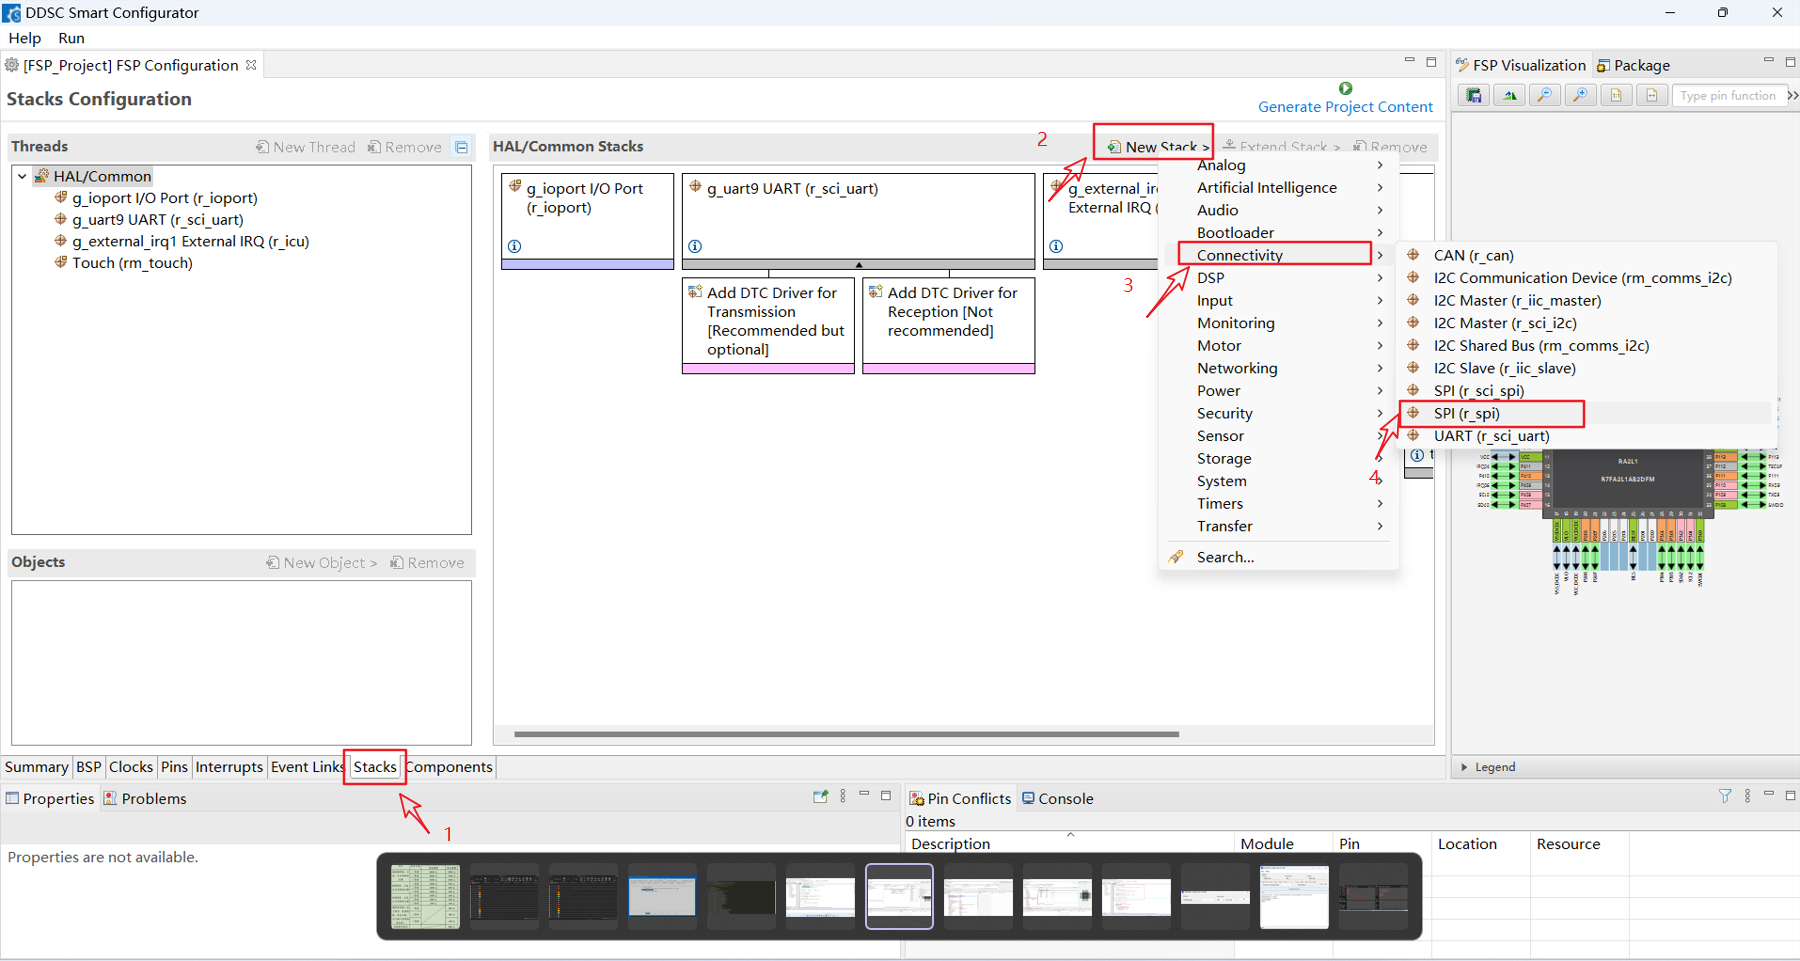 DDSC Smart Configurator
Help Run
[FSP_Project] FSP Configuration
Stacks Configuration
Generate Project Content
Threads
New Thread
Remove
HAL/Common
g_ioport I/O Port (r_ioport)
g_uart9 UART (r_sci_uart)
g_external_irq1 External IRQ (r_icu)
Touch (rm_touch)
Objects
New Object >
Remove
HAL/Common Stacks
2
New Stack >
Extend Stack >
Remove
g_ioport I/O Port
(r_ioport)
g_uart9 UART (r_sci_uart)
g_external_ir
External IRQ (
Add DTC Driver for
Transmission
[Recommended but
optional]
Add DTC Driver for
Reception [Not
recommended]
3
Analog
Artificial Intelligence
Audio
Bootloader
Connectivity
DSP
Input
Monitoring
Motor
Networking
Power
Security
Sensor
Storage
System
Timers
Transfer
Search...
CAN (r_can)
I2C Communication Device (rm_comms_i2c)
I2C Master (r_iic_master)
I2C Master (r_sci_i2c)
I2C Shared Bus (rm_comms_i2c)
I2C Slave (r_iic_slave)
SPI (r_sci_spi)
SPI (r_spi)
UART (r_sci_uart)
4
FSP Visualization
Package
Type pin function
RA2L1
R7FA2L1AB2DFM
Legend
Summary BSP Clocks Pins Interrupts Event Links Stacks Components
1
Properties
Problems
Properties are not available.
Pin Conflicts
Console
0 items
Description Module Pin Location Resource